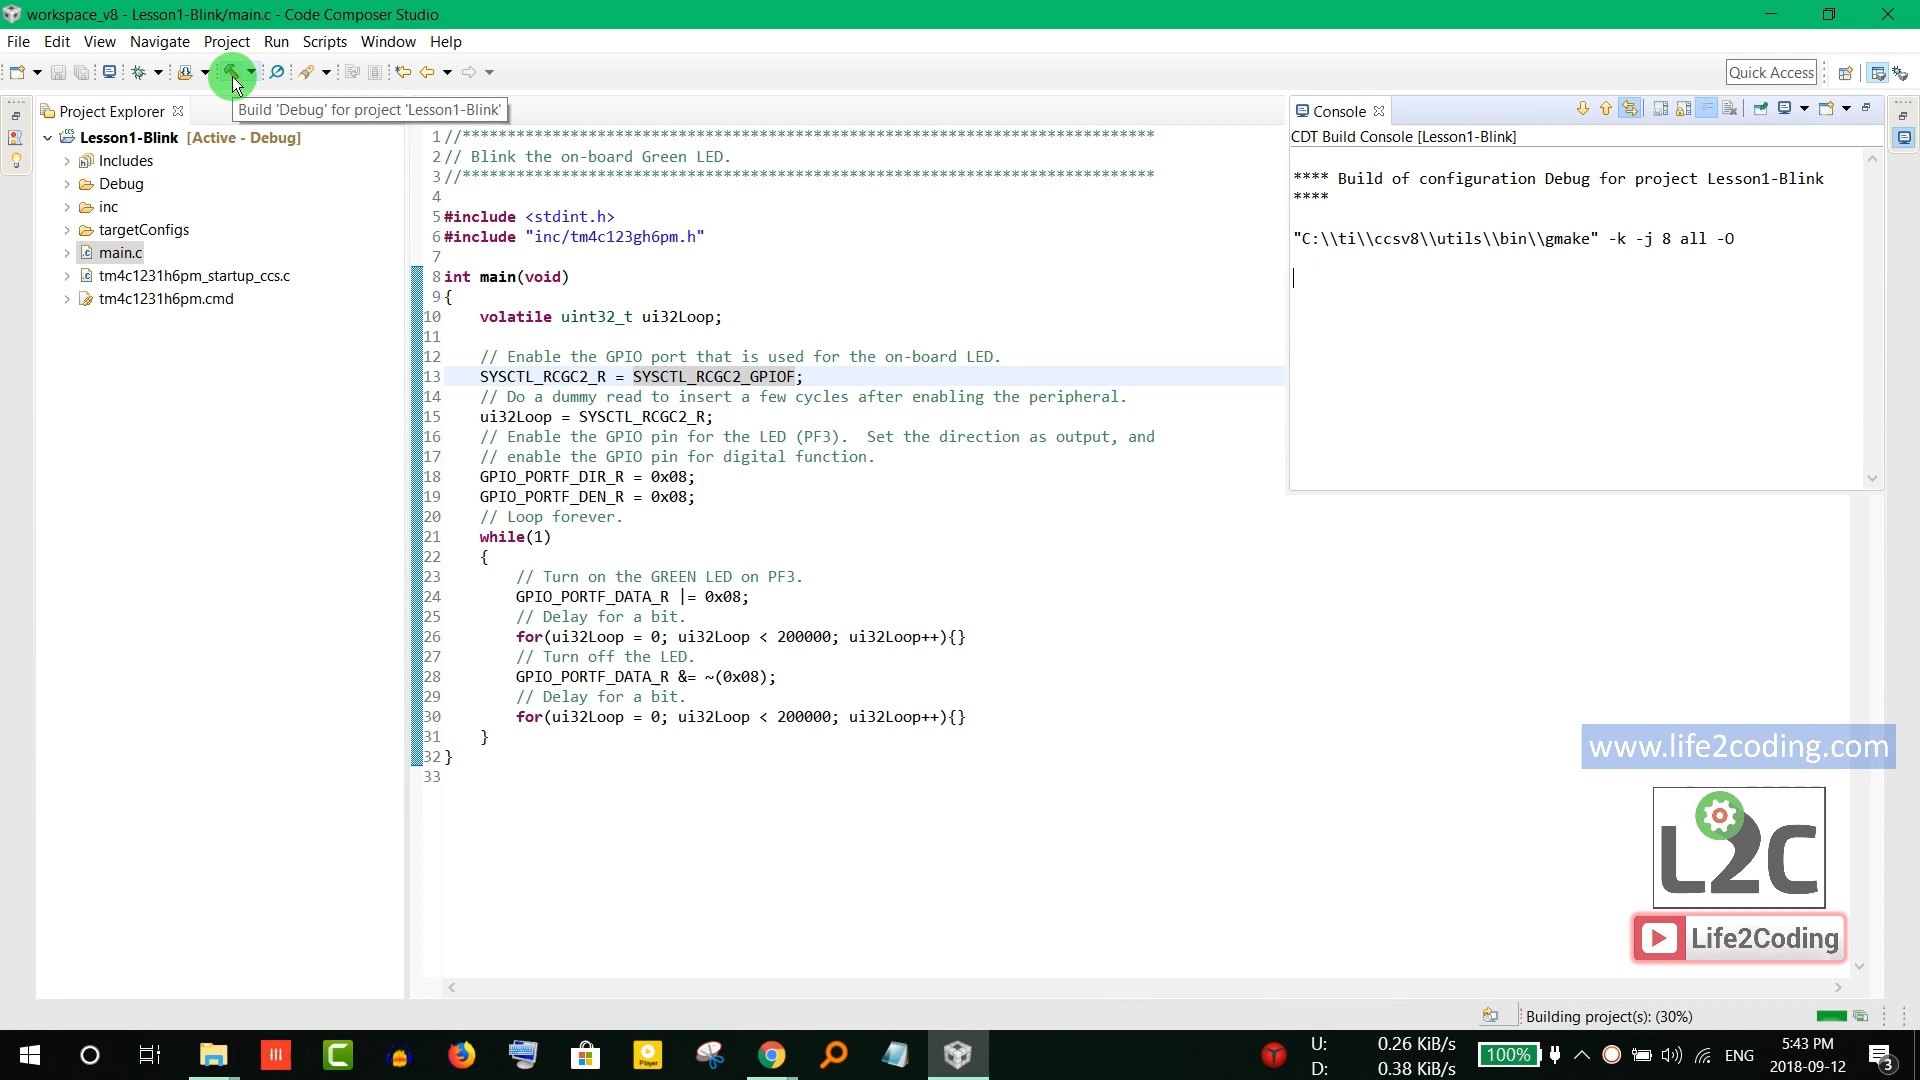 workspace_v8 - Lesson1-Blink/main.c - Code Composer Studio
File Edit View Navigate Project Run Scripts Window Help
Quick Access
Build 'Debug' for project 'Lesson1-Blink'
Project Explorer
Lesson1-Blink [Active - Debug]
Includes
Debug
inc
targetConfigs
main.c
tm4c1231h6pm_startup_ccs.c
tm4c1231h6pm.cmd
1 //*****************************************************************************
2 // Blink the on-board Green LED.
3 //*****************************************************************************
4
5 #include <stdint.h>
6 #include "inc/tm4c123gh6pm.h"
7
8 int main(void)
9 {
10     volatile uint32_t ui32Loop;
11
12     // Enable the GPIO port that is used for the on-board LED.
13     SYSCTL_RCGC2_R = SYSCTL_RCGC2_GPIOF;
14     // Do a dummy read to insert a few cycles after enabling the peripheral.
15     ui32Loop = SYSCTL_RCGC2_R;
16     // Enable the GPIO pin for the LED (PF3).  Set the direction as output, and
17     // enable the GPIO pin for digital function.
18     GPIO_PORTF_DIR_R = 0x08;
19     GPIO_PORTF_DEN_R = 0x08;
20     // Loop forever.
21     while(1)
22     {
23         // Turn on the GREEN LED on PF3.
24         GPIO_PORTF_DATA_R |= 0x08;
25         // Delay for a bit.
26         for(ui32Loop = 0; ui32Loop < 200000; ui32Loop++){}
27         // Turn off the LED.
28         GPIO_PORTF_DATA_R &= ~(0x08);
29         // Delay for a bit.
30         for(ui32Loop = 0; ui32Loop < 200000; ui32Loop++){}
31     }
32 }
33
Console
CDT Build Console [Lesson1-Blink]
**** Build of configuration Debug for project Lesson1-Blink
****
"C:\\ti\\ccsv8\\utils\\bin\\gmake" -k -j 8 all -O
www.life2coding.com
L2C
Life2Coding
Building project(s): (30%)
Player
U: 0.26 KiB/s
D: 0.38 KiB/s
100%
ENG
5:43 PM
2018-09-12
3